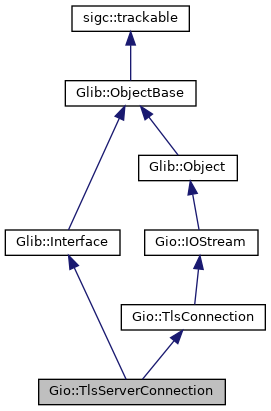 sigc::trackable
Glib::ObjectBase
Glib::Object
Glib::Interface
Gio::IOStream
Gio::TlsConnection
Gio::TlsServerConnection